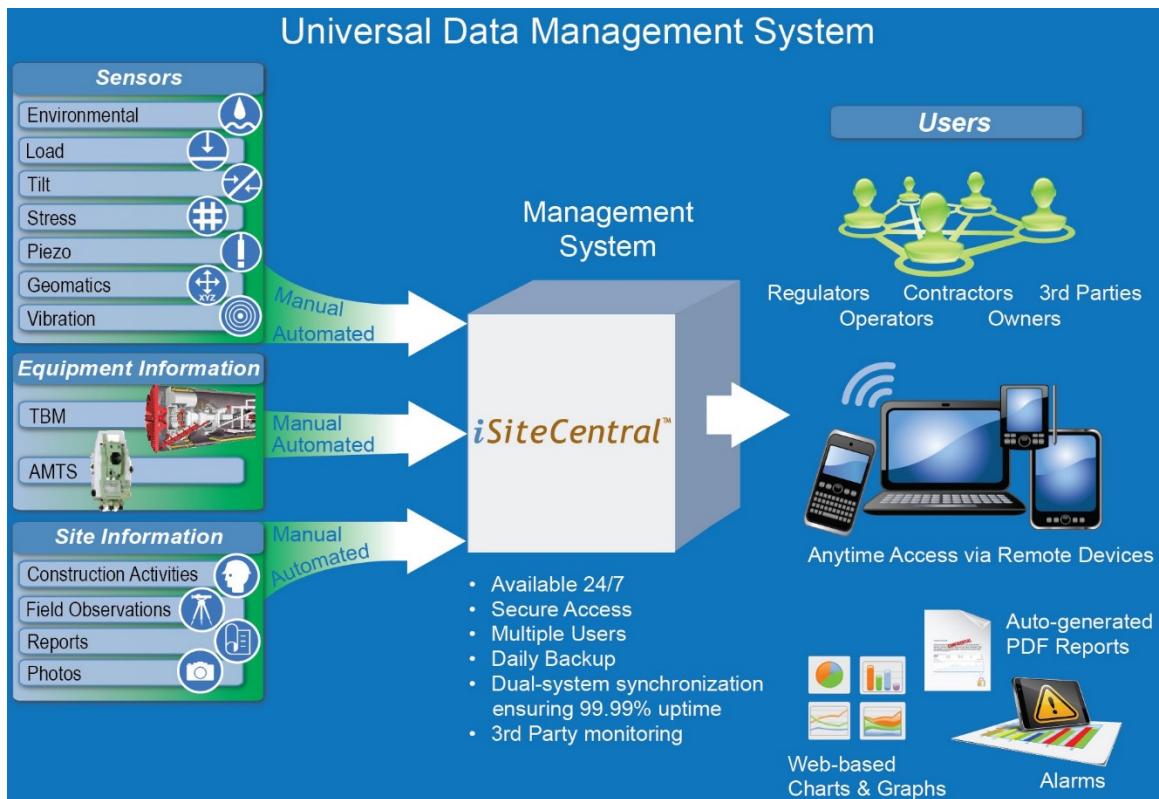 Universal Data Management System
Sensors
Environmental
Load
Tilt
Stress
Piezo
Geomatics
XYZ
Vibration
Manual
Automated
Equipment Information
TBM
AMTS
Manual
Automated
Site Information
Construction Activities
Field Observations
Reports
Photos
Manual
Automated
Management
System
iSiteCentral™
• Available 24/7
• Secure Access
• Multiple Users
• Daily Backup
• Dual-system synchronization
ensuring 99.99% uptime
• 3rd Party monitoring
Users
Regulators Contractors 3rd Parties
Operators Owners
Anytime Access via Remote Devices
Auto-generated
PDF Reports
CONFIDENTIAL
Web-based
Charts & Graphs
Alarms